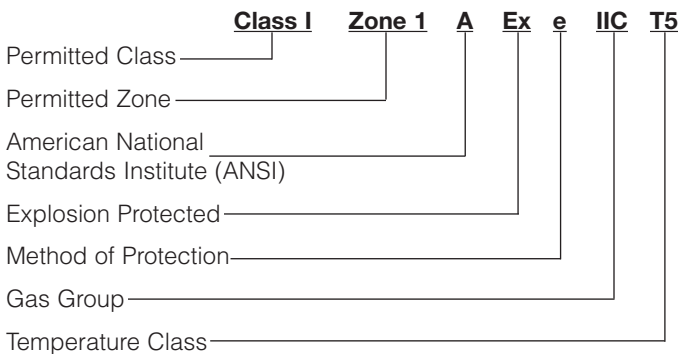 Class I Zone 1 A Ex e IIC T5
Permitted Class
Permitted Zone
American National
Standards Institute (ANSI)
Explosion Protected
Method of Protection
Gas Group
Temperature Class